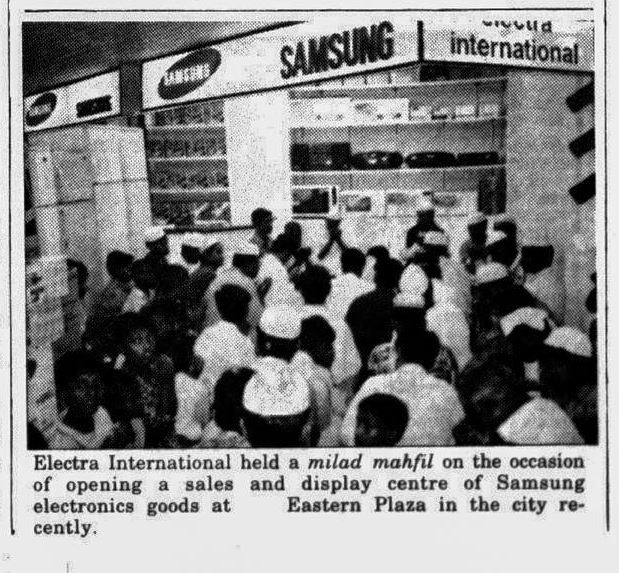 SAMSUNG
SAMSUNG
electra
international
Electra International held a milad mahfil on the occasion
of opening a sales and display centre of Samsung
electronics goods at Eastern Plaza in the city re-
cently.